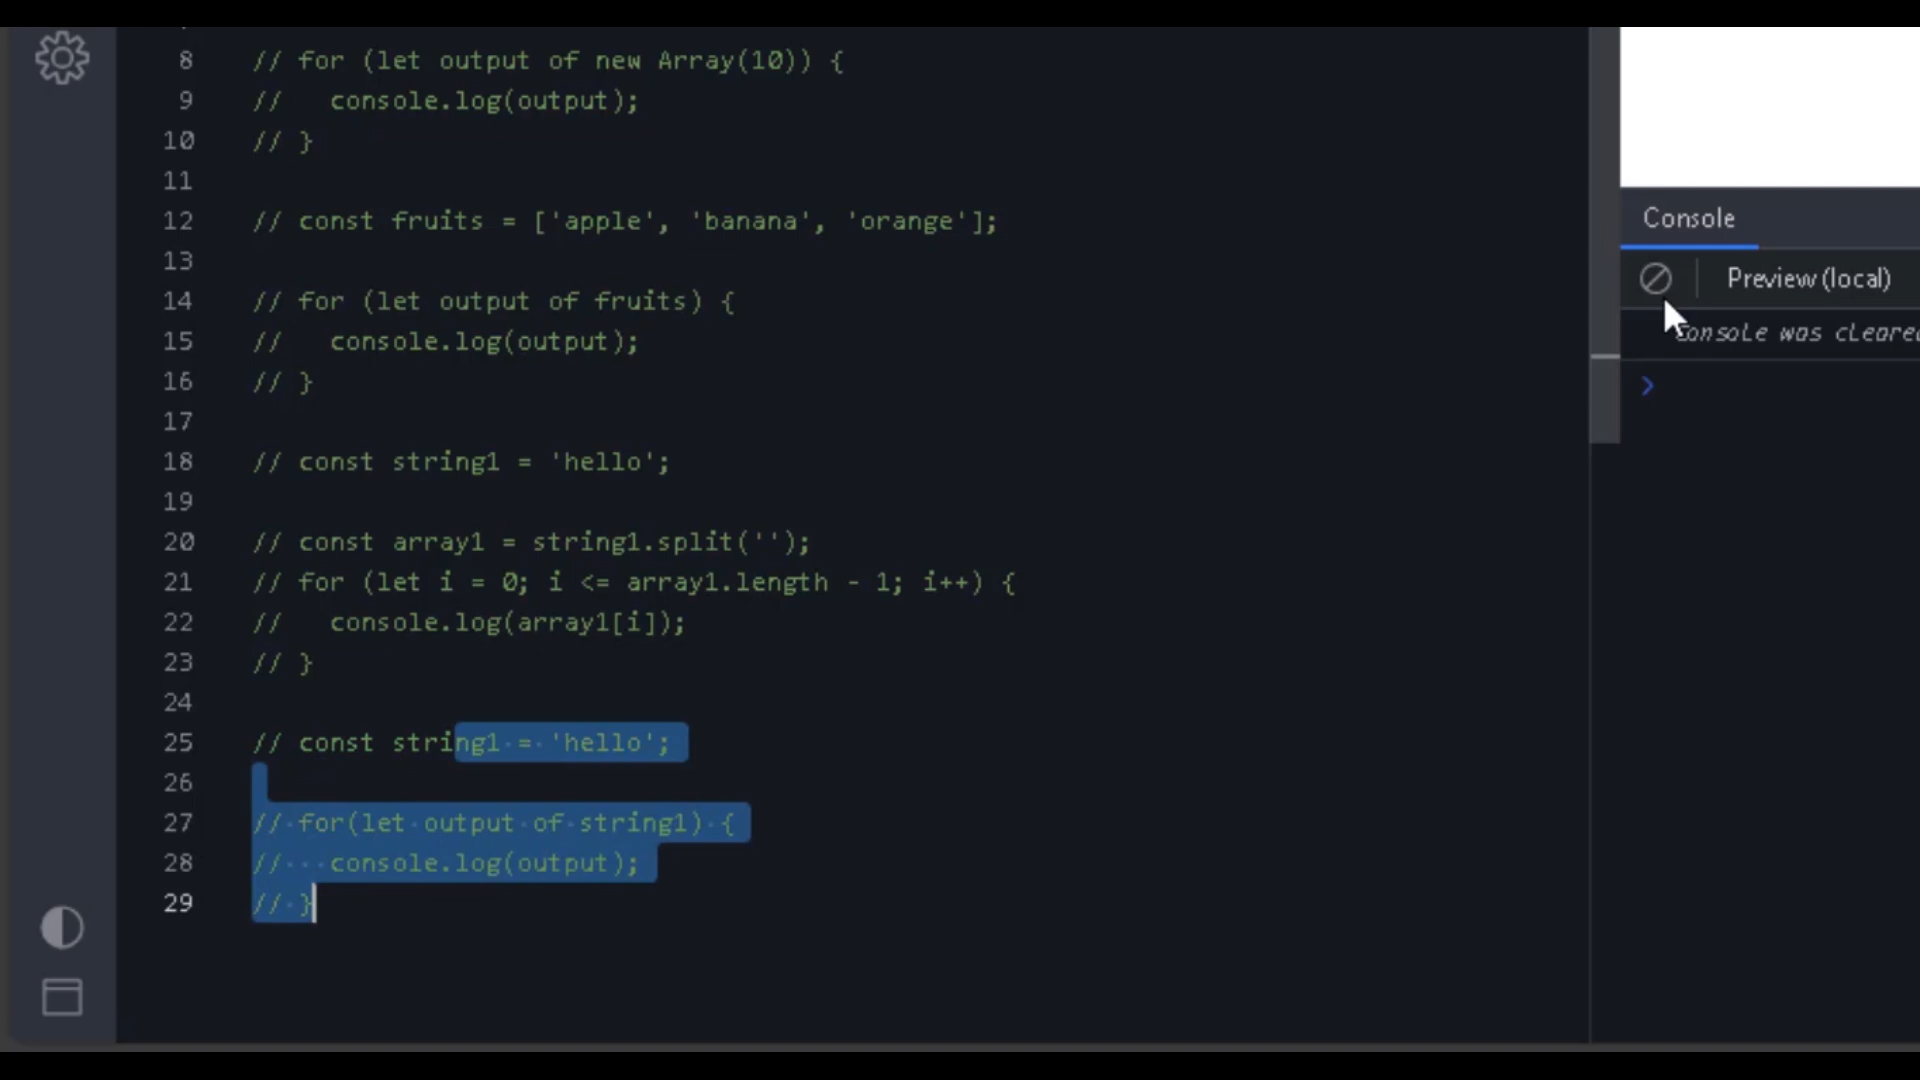 8 // for (let output of new Array(10)) {
9 //   console.log(output);
10 // }
11
12 // const fruits = ['apple', 'banana', 'orange'];
13
14 // for (let output of fruits) {
15 //   console.log(output);
16 // }
17
18 // const string1 = 'hello';
19
20 // const array1 = string1.split('');
21 // for (let i = 0; i <= array1.length - 1; i++) {
22 //   console.log(array1[i]);
23 // }
24
25 // const string1 = 'hello';
26
27 // for(let output of string1) {
28 //   console.log(output);
29 // }
Console
Preview (local)
Console was cleared